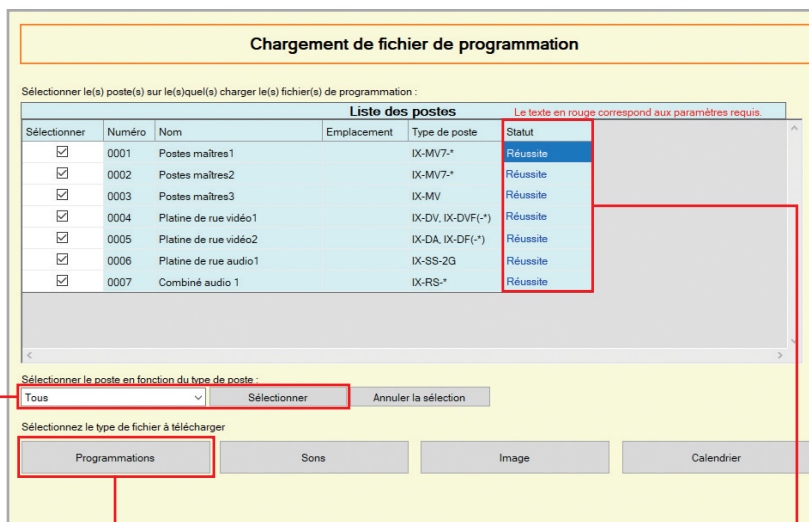 Chargement de fichier de programmation
Sélectionner le(s) poste(s) sur le(s)quel(s) charger le(s) fichier(s) de programmation :
Liste des postes Le texte en rouge correspond aux paramètres requis.
Sélectionner Numéro Nom Emplacement Type de poste Statut
0001 Postes maîtres1 IX-MV7-* Réussite
0002 Postes maîtres2 IX-MV7-* Réussite
0003 Postes maîtres3 IX-MV Réussite
0004 Platine de rue vidéo1 IX-DV, IX-DVF(-*) Réussite
0005 Platine de rue vidéo2 IX-DA, IX-DF(-*) Réussite
0006 Platine de rue audio1 IX-SS-2G Réussite
0007 Combiné audio 1 IX-RS-* Réussite
Sélectionner le poste en fonction du type de poste :
Tous Sélectionner Annuler la sélection
Sélectionnez le type de fichier à télécharger
Programmations Sons Image Calendrier